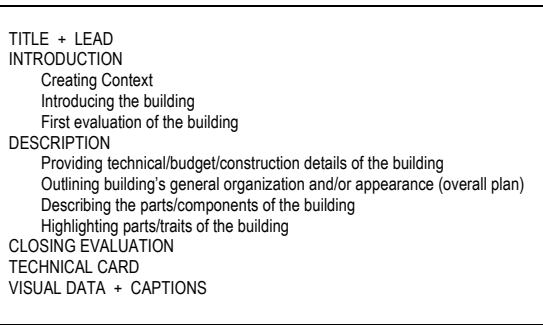 TITLE + LEAD
INTRODUCTION
Creating Context
Introducing the building
First evaluation of the building
DESCRIPTION
Providing technical/budget/construction details of the building
Outlining building's general organization and/or appearance (overall plan)
Describing the parts/components of the building
Highlighting parts/traits of the building
CLOSING EVALUATION
TECHNICAL CARD
VISUAL DATA + CAPTIONS